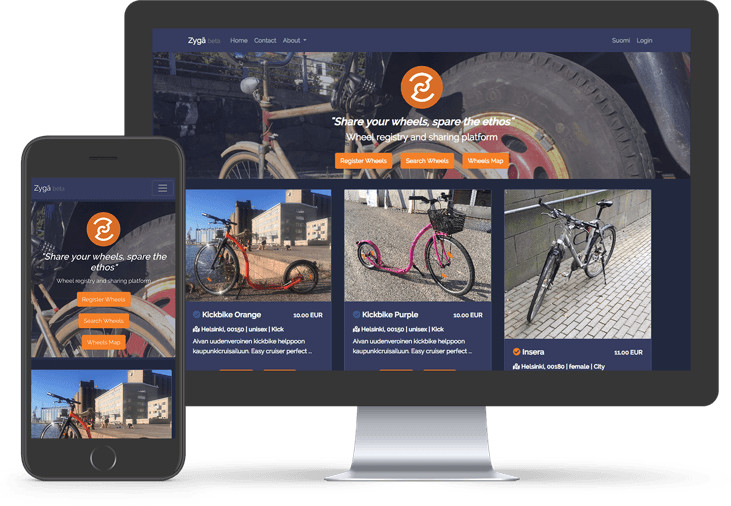 Zygå beta Home Contact About Suomi Login
"Share your wheels, spare the ethos"
Wheel registry and sharing platform
Register Wheels Search Wheels Wheels Map
Kickbike Orange 10.00 EUR
Helsinki, 00150 | unisex | Kick
Aivan uudenveroinen kickbike helppoon
kaupunkicruisailuun. Easy cruiser perfect ...
Kickbike Purple 10.00 EUR
Helsinki, 00150 | unisex | Kick
Aivan uudenveroinen kickbike helppoon
kaupunkicruisailuun. Easy cruiser perfect ...
Insera 11.00 EUR
Helsinki, 00180 | female | City
Zygå beta
"Share your wheels, spare the
ethos"
Wheel registry and sharing platform
Register Wheels
Search Wheels
Wheels Map